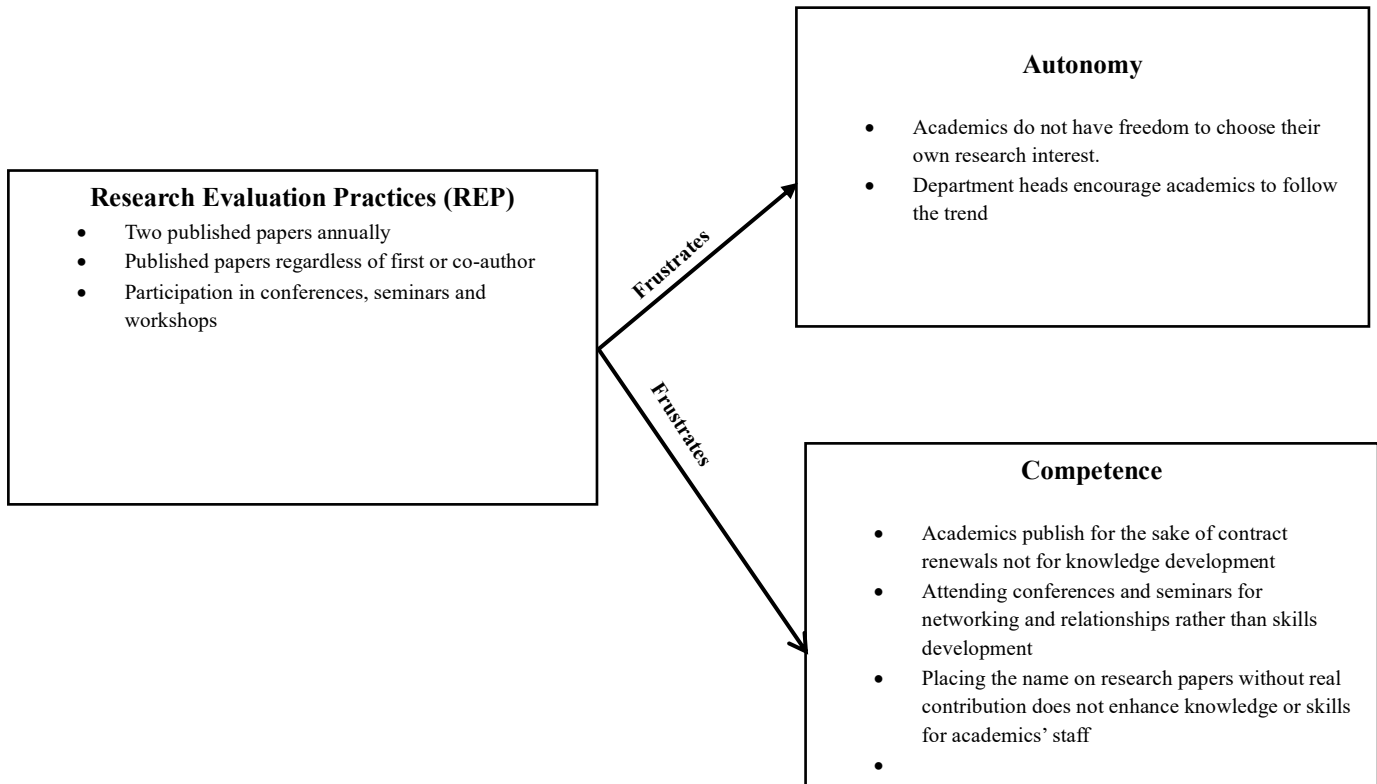 Research Evaluation Practices (REP)
• Two published papers annually
• Published papers regardless of first or co-author
• Participation in conferences, seminars and
workshops
Frustrates
Autonomy
• Academics do not have freedom to choose their
own research interest.
• Department heads encourage academics to follow
the trend
Frustrates
Competence
• Academics publish for the sake of contract
renewals not for knowledge development
• Attending conferences and seminars for
networking and relationships rather than skills
development
• Placing the name on research papers without real
contribution does not enhance knowledge or skills
for academics’ staff
•